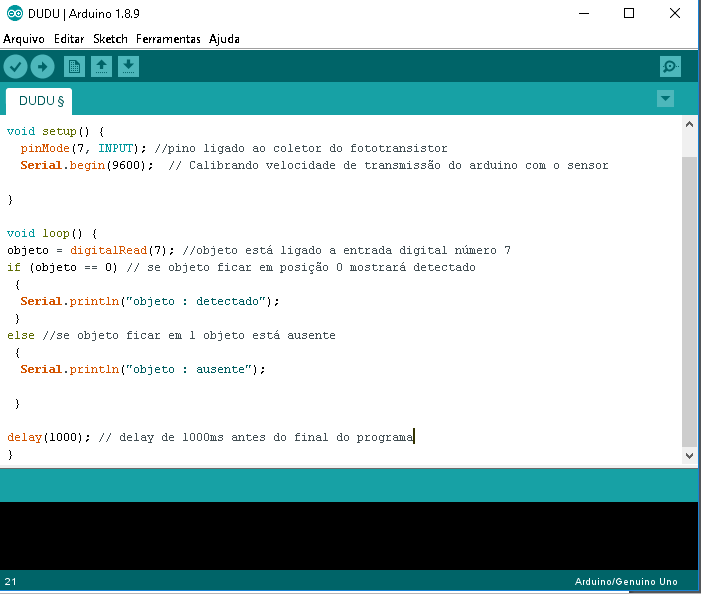 DUDU | Arduino 1.8.9
Arquivo Editar Sketch Ferramentas Ajuda
DUDU §
void setup() {
pinMode(7, INPUT); //pino ligado ao coletor do fototransistor
Serial.begin(9600); // Calibrando velocidade de transmissão do arduino com o sensor
}
void loop() {
objeto = digitalRead(7); //objeto está ligado a entrada digital número 7
if (objeto == 0) // se objeto ficar em posição 0 mostrará detectado
{
Serial.println("objeto : detectado");
}
else //se objeto ficar em 1 objeto está ausente
{
Serial.println("objeto : ausente");
}
delay(1000); // delay de 1000ms antes do final do programa
}
21
Arduino/Genuino Uno